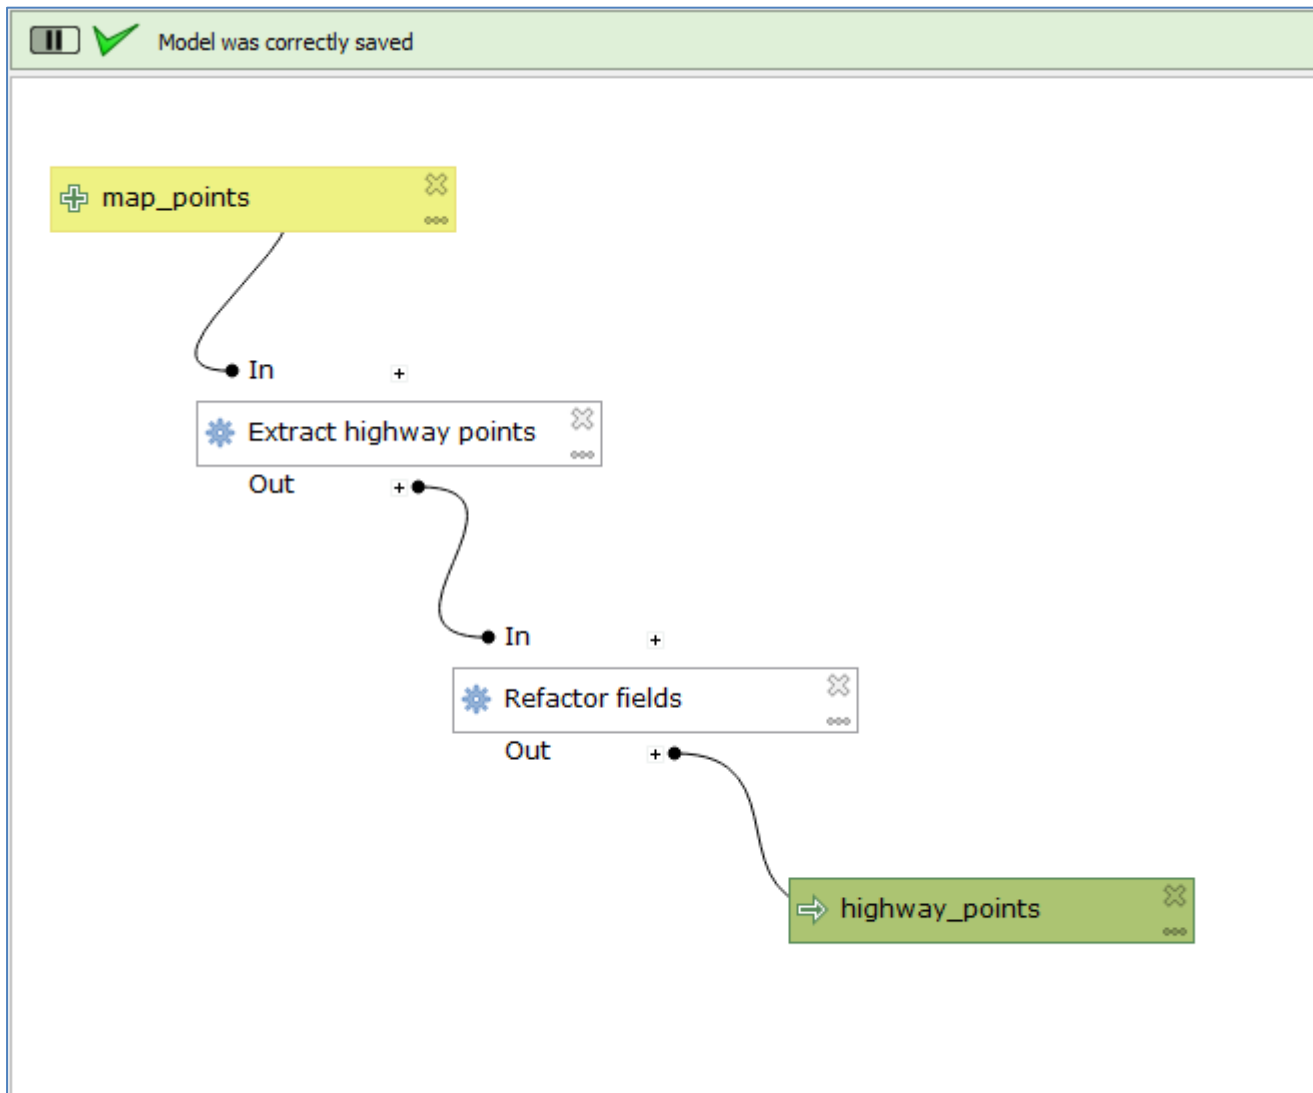 Model was correctly saved
map_points
In
Extract highway points
Out
In
Refactor fields
Out
highway_points